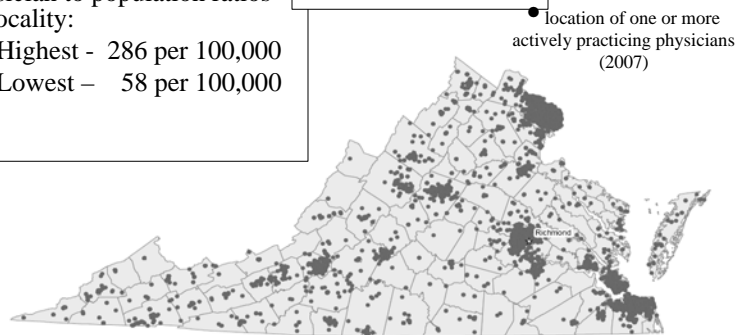 ocality:
Highest - 286 per 100,000
Lowest – 58 per 100,000
location of one or more
actively practicing physicians
(2007)
Richmond